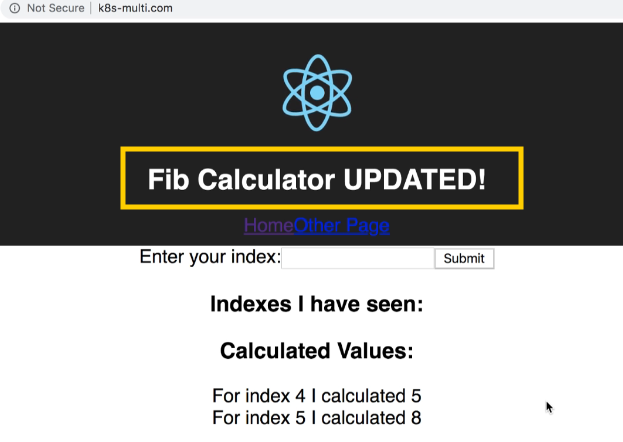 Not Secure | k8s-multi.com
Fib Calculator UPDATED!
HomeOther Page
Enter your index: Submit
Indexes I have seen:
Calculated Values:
For index 4 I calculated 5
For index 5 I calculated 8